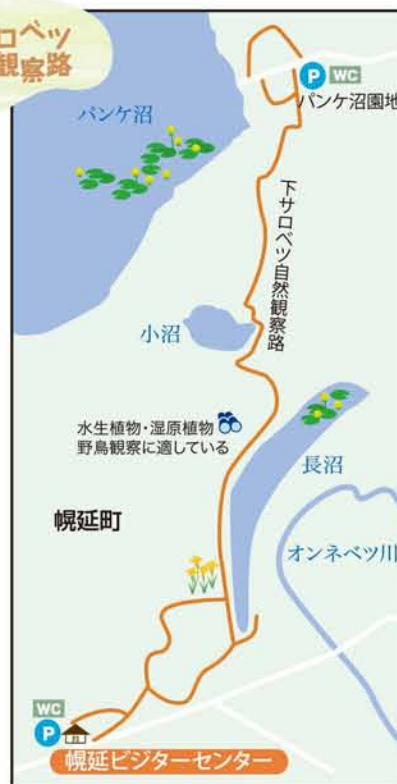 ロベツ
観察路
P WC
パンケ沼園地
パンケ沼
下サロベツ自然観察路
小沼
水生植物・湿原植物
野鳥観察に適している
長沼
幌延町
オンネベツ川
WC
P
幌延ビジターセンター